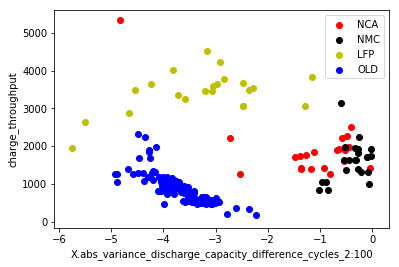 NCA
NMC
LFP
OLD
charge_throughput
5000
4000
3000
2000
1000
0
−6 −5 −4 −3 −2 −1 0
X.abs_variance_discharge_capacity_difference_cycles_2:100